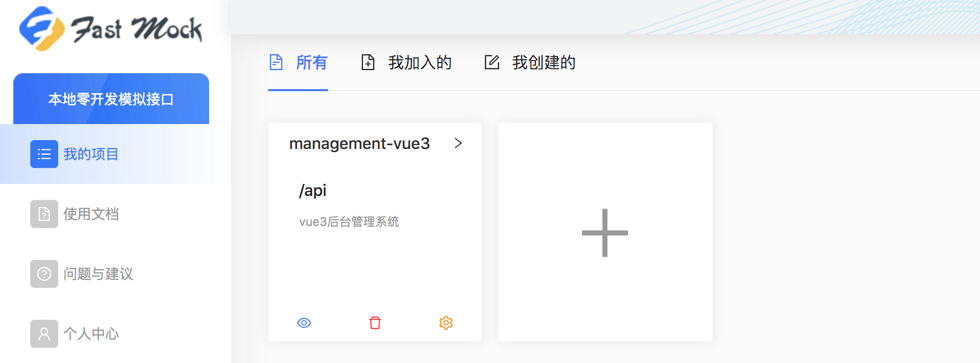 Fast Mock
本地零开发模拟接口
我的项目
使用文档
问题与建议
个人中心
所有
我加入的
我创建的
management-vue3
/api
vue3后台管理系统